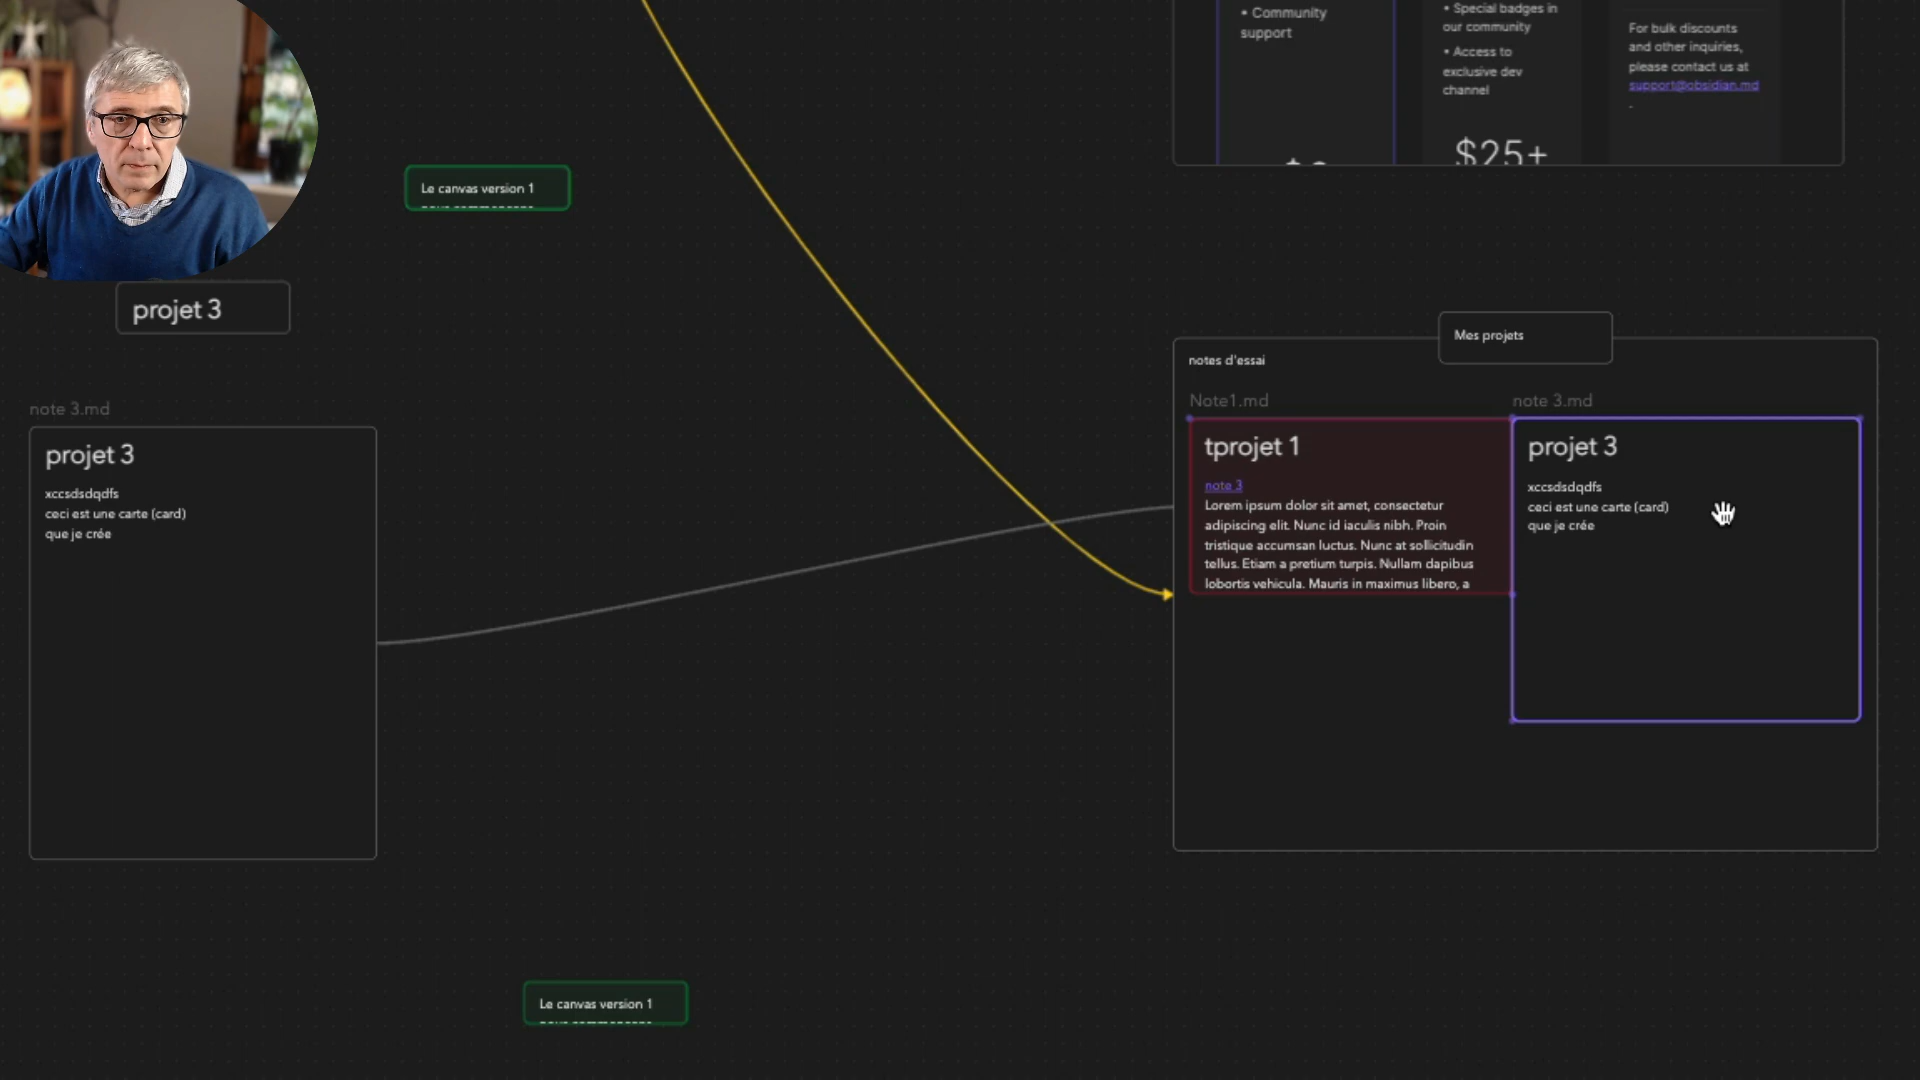 • Community
support
• Special badges in
our community
• Access to
exclusive dev
channel
$25+
For bulk discounts
and other inquiries,
please contact us at
support@obsidian.md
.
Le canvas version 1
projet 3
note 3.md
projet 3
xccsdsdqdfs
ceci est une carte (card)
que je crée
Mes projets
notes d'essai
Note1.md
tprojet 1
note 3
Lorem ipsum dolor sit amet, consectetur
adipiscing elit. Nunc id iaculis nibh. Proin
tristique accumsan luctus. Nunc at sollicitudin
tellus. Etiam a pretium turpis. Nullam dapibus
lobortis vehicula. Mauris in maximus libero, a
note 3.md
projet 3
xccsdsdqdfs
ceci est une carte (card)
que je crée
Le canvas version 1